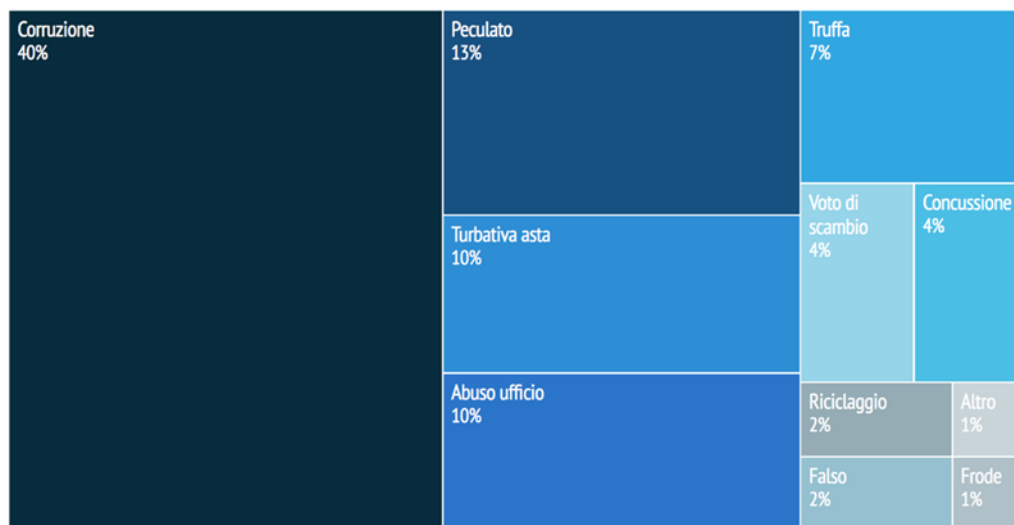 Corruzione
40%
Peculato
13%
Turbativa asta
10%
Abuso ufficio
10%
Truffa
7%
Voto di
scambio
4%
Concussione
4%
Riciclaggio
2%
Altro
1%
Falso
2%
Frode
1%